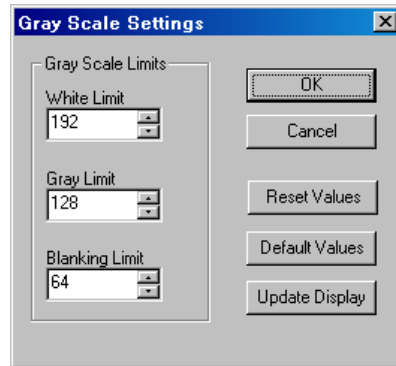 Gray Scale Settings
Gray Scale Limits
White Limit
192
Gray Limit
128
Blanking Limit
64
OK
Cancel
Reset Values
Default Values
Update Display